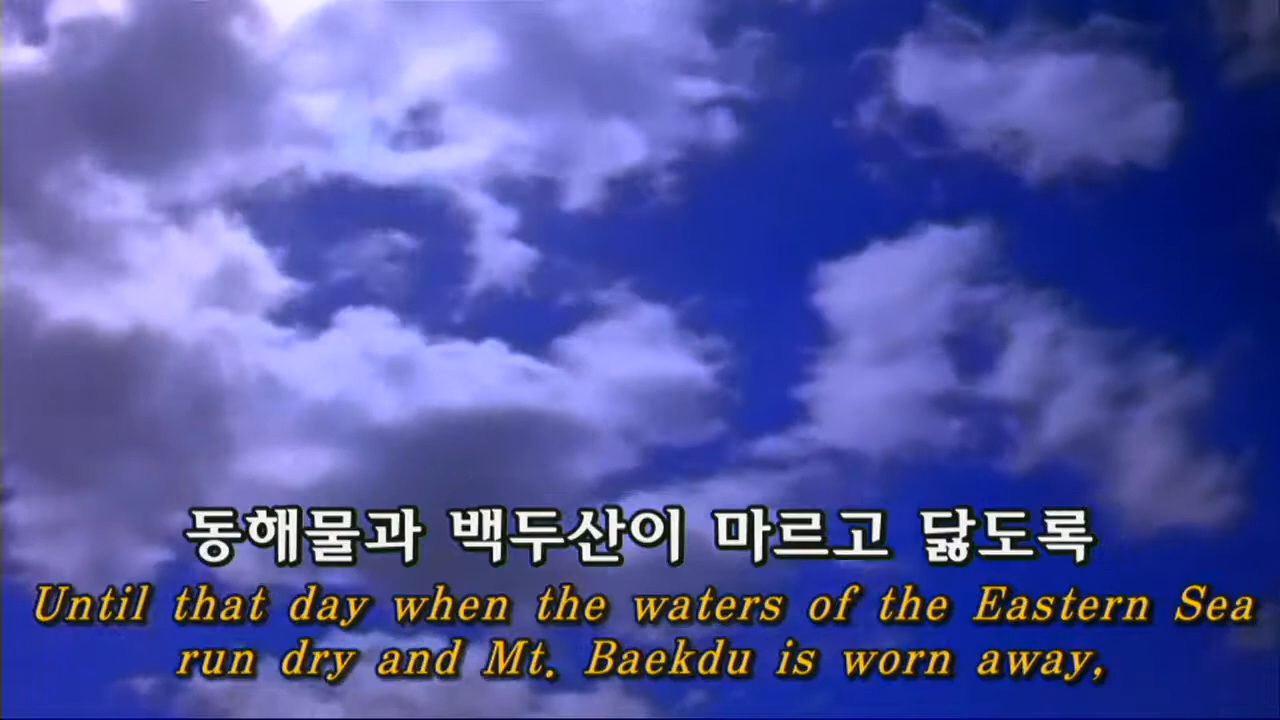 동해물과 백두산이 마르고 닳도록
Until that day when the waters of the Eastern Sea
run dry and Mt. Baekdu is worn away,